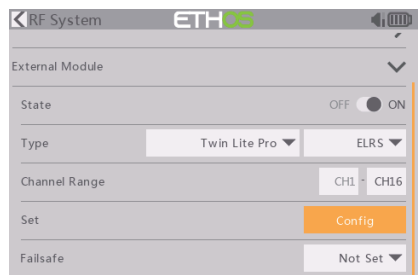 RF System ETHOS
External Module
State OFF ON
Type Twin Lite Pro ELRS
Channel Range CH1 - CH16
Set Config
Failsafe Not Set